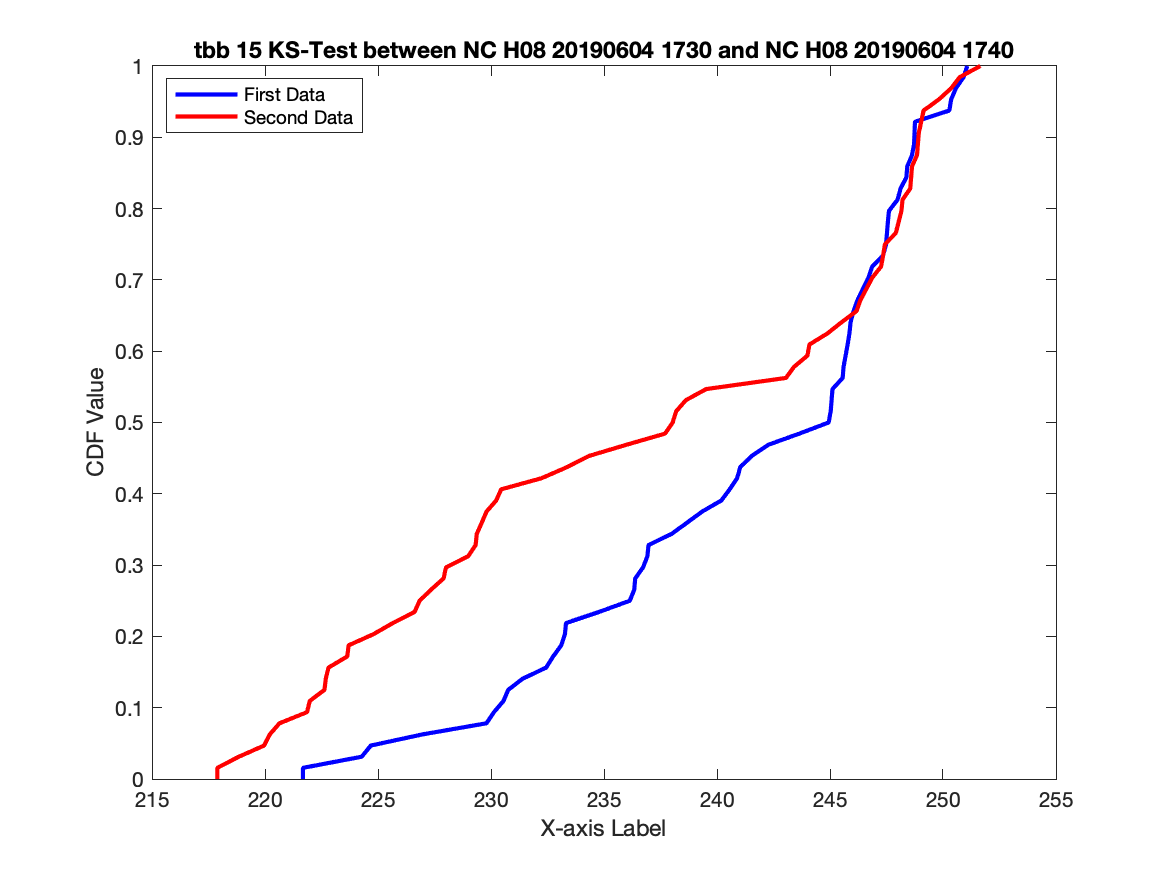 tbb 15 KS-Test between NC H08 20190604 1730 and NC H08 20190604 1740
First Data
Second Data
1
0.9
0.8
0.7
0.6
0.5
0.4
0.3
0.2
0.1
0
CDF Value
215 220 225 230 235 240 245 250 255
X-axis Label